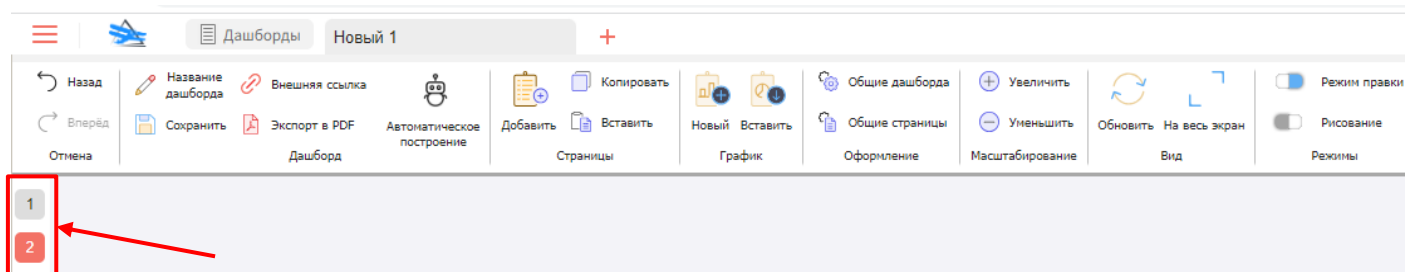 Дашборды Новый 1
Назад Название дашборда Внешняя ссылка Копировать Общие дашборда Увеличить Режим правки
Вперёд Сохранить Экспорт в PDF Автоматическое построение Добавить Вставить Новый Вставить Общие страницы Уменьшить Обновить На весь экран Рисование
Отмена Дашборд Страницы График Оформление Масштабирование Вид Режимы
1
2